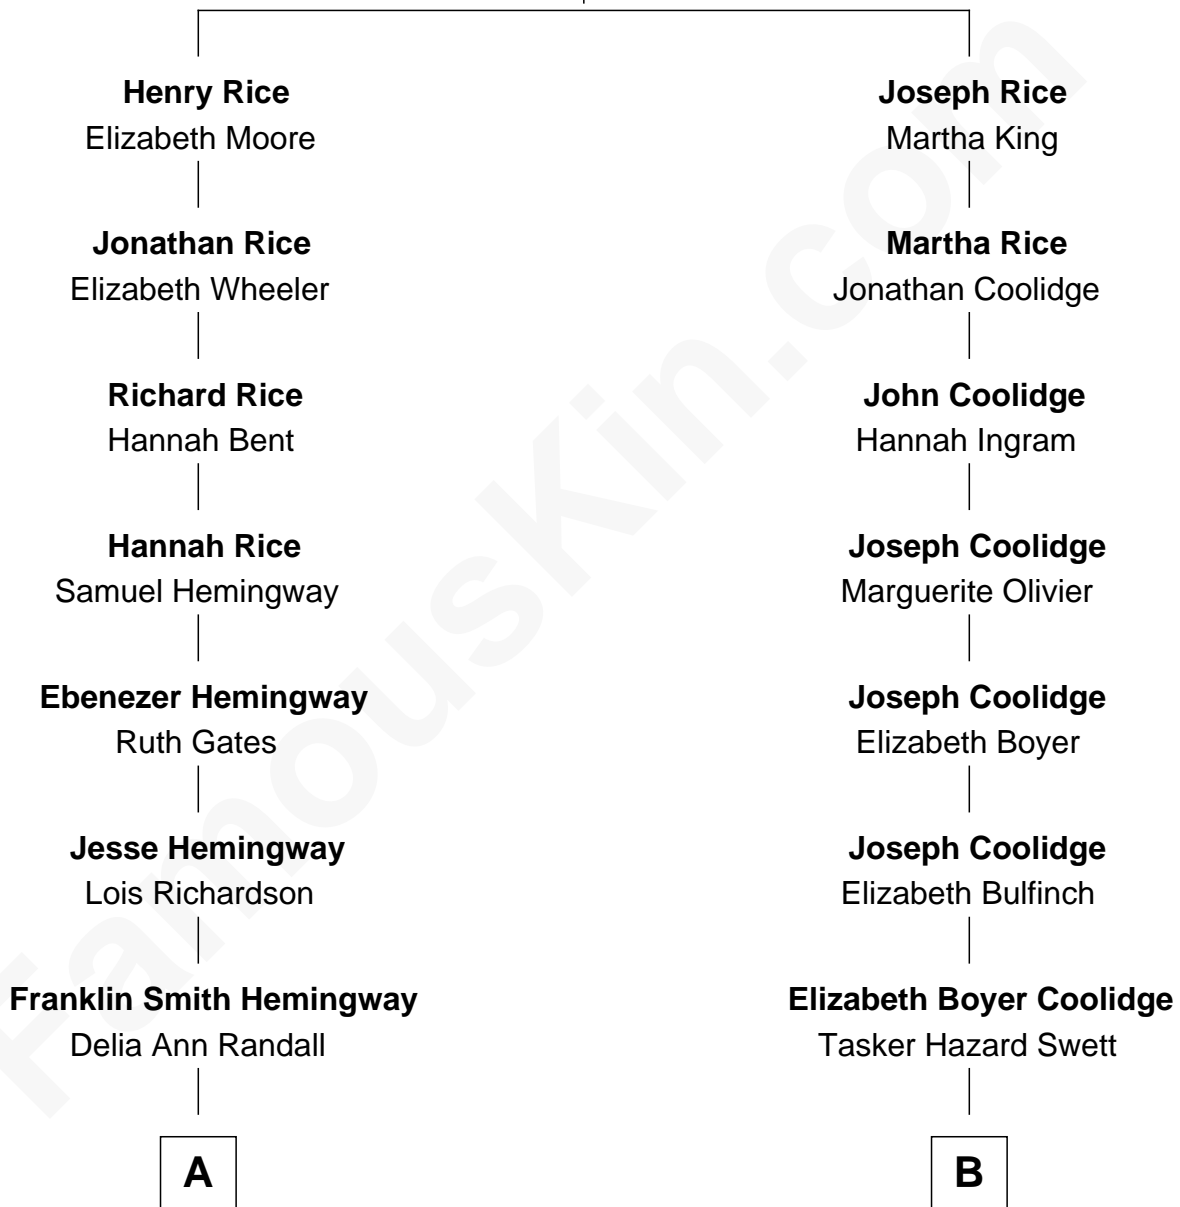 Henry Rice
Elizabeth Moore
Jonathan Rice
Elizabeth Wheeler
Richard Rice
Hannah Bent
Hannah Rice
Samuel Hemingway
Ebenezer Hemingway
Ruth Gates
Jesse Hemingway
Lois Richardson
Franklin Smith Hemingway
Delia Ann Randall
A
Joseph Rice
Martha King
Martha Rice
Jonathan Coolidge
John Coolidge
Hannah Ingram
Joseph Coolidge
Marguerite Olivier
Joseph Coolidge
Elizabeth Boyer
Joseph Coolidge
Elizabeth Bulfinch
Elizabeth Boyer Coolidge
Tasker Hazard Swett
B
FamousKin.com